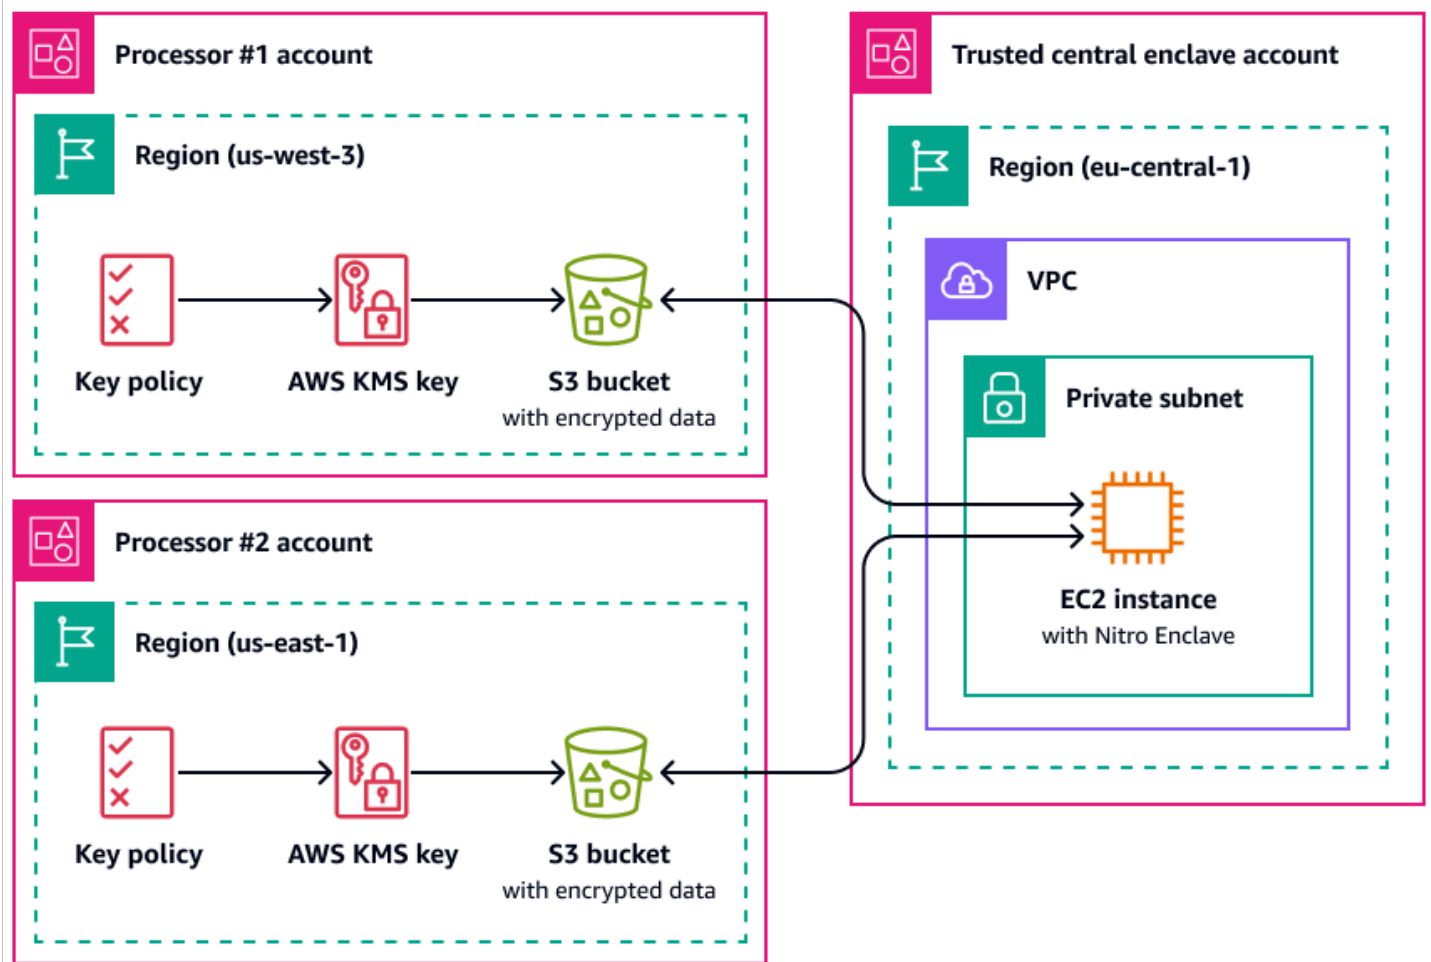 Processor #1 account
Region (us-west-3)
Key policy
AWS KMS key
S3 bucket
with encrypted data
Processor #2 account
Region (us-east-1)
Key policy
AWS KMS key
S3 bucket
with encrypted data
Trusted central enclave account
Region (eu-central-1)
VPC
Private subnet
EC2 instance
with Nitro Enclave